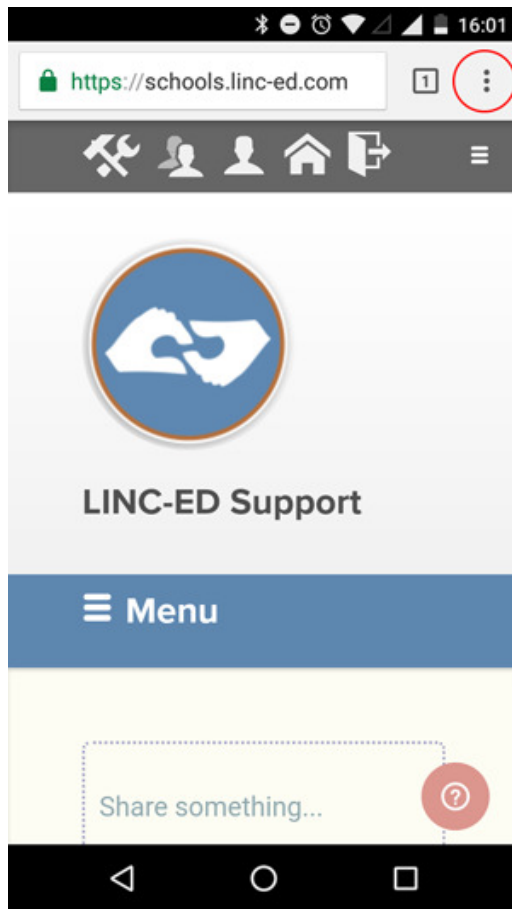 16:01
https://schools.linc-ed.com
1
LINC-ED Support
Menu
Share something...
?